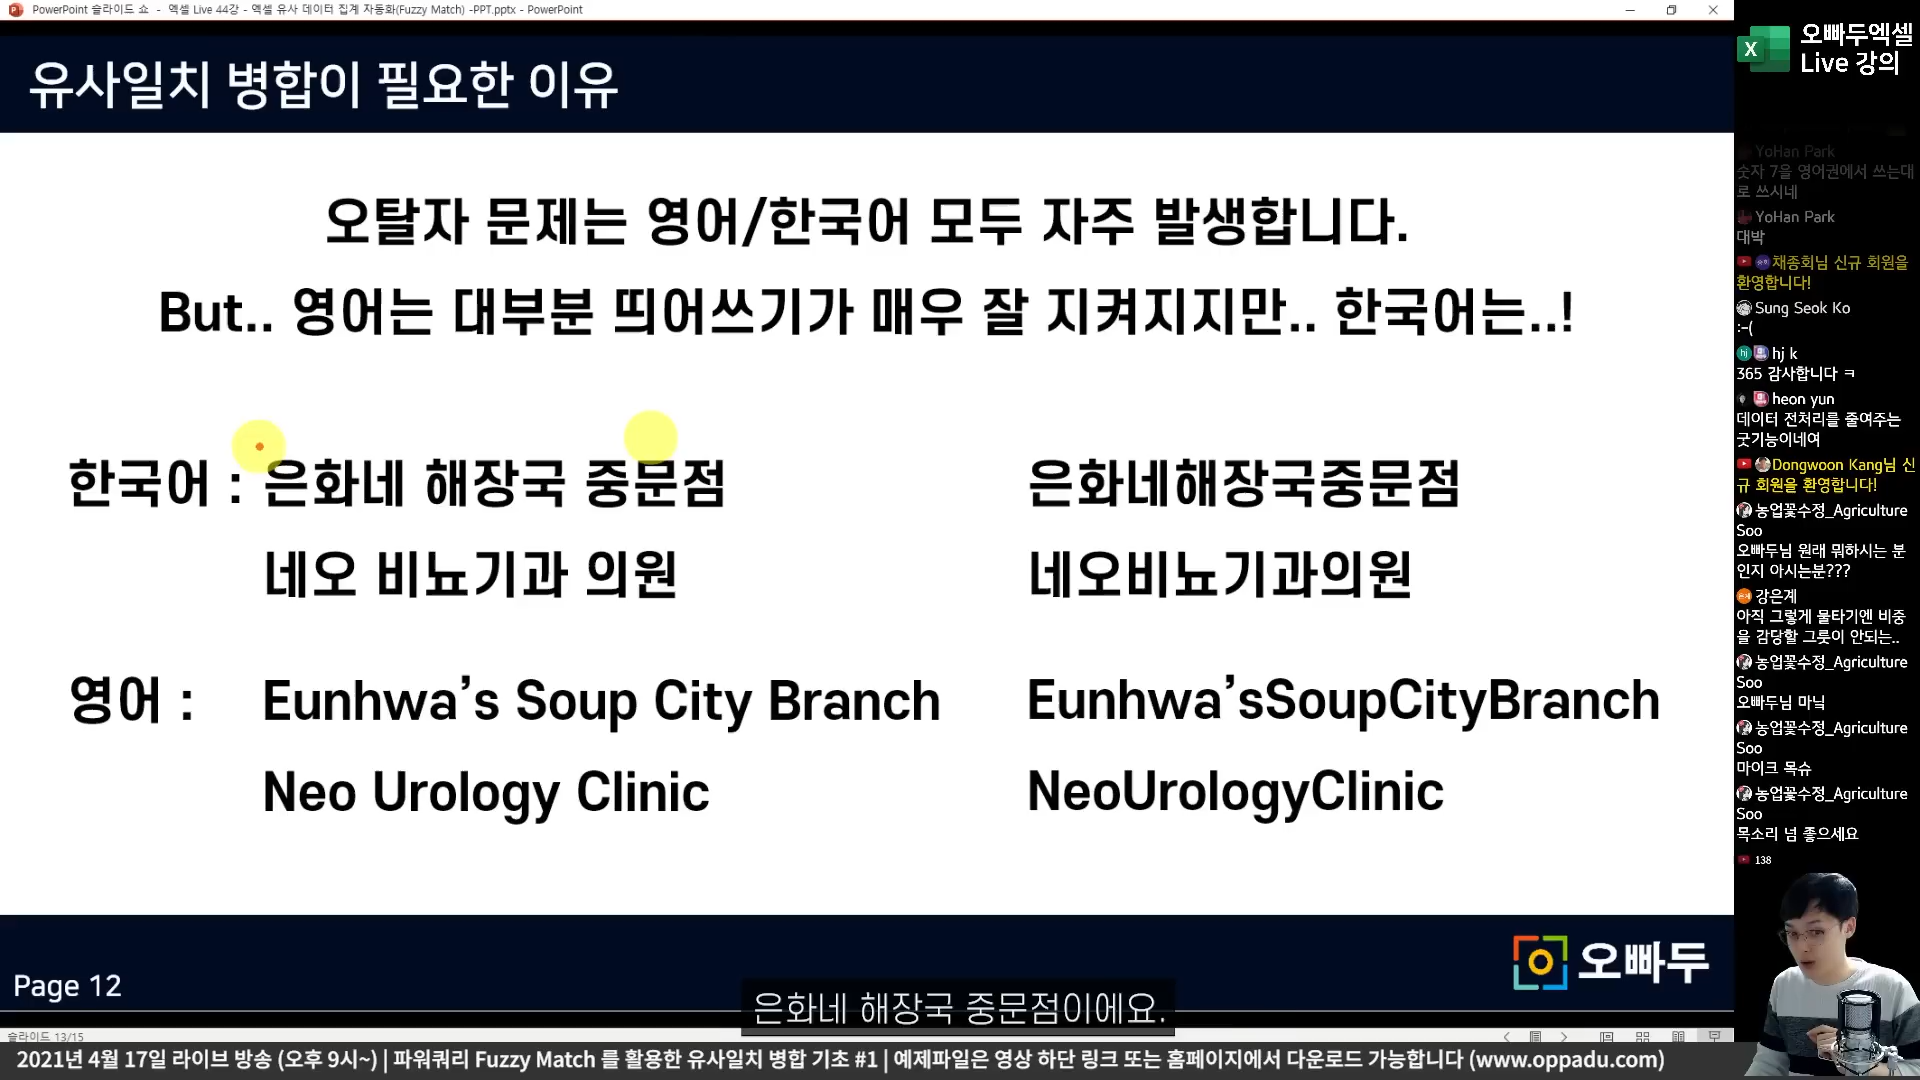 PowerPoint 슬라이드 쇼 - 엑셀 Live 44강 - 엑셀 유사 데이터 집계 자동화(Fuzzy Match) -PPT.pptx - PowerPoint
유사일치 병합이 필요한 이유
오탈자 문제는 영어/한국어 모두 자주 발생합니다.
But.. 영어는 대부분 띄어쓰기가 매우 잘 지켜지지만.. 한국어는..!
한국어 : 은화네 해장국 중문점 은화네해장국중문점
네오 비뇨기과 의원 네오비뇨기과의원
영어 : Eunhwa’s Soup City Branch Eunhwa’sSoupCityBranch
Neo Urology Clinic NeoUrologyClinic
Page 12
오빠두
은화네 해장국 중문점이에요.
슬라이드 13/15
2021년 4월 17일 라이브 방송 (오후 9시~) | 파워쿼리 Fuzzy Match 를 활용한 유사일치 병합 기초 #1 | 예제파일은 영상 하단 링크 또는 홈페이지에서 다운로드 가능합니다 (www.oppadu.com)
X
오빠두엑셀
Live 강의
YoHan Park
숫자 7을 영어권에서 쓰는대
로 쓰시네
YoHan Park
대박
채종회님 신규 회원을
환영합니다!
Sung Seok Ko
:-(
hj hj k
365 감사합니다 ㅋ
heon yun
데이터 전처리를 줄여주는
굿기능이네여
Dongwoon Kang님 신
규 회원을 환영합니다!
농업꽃수정_Agriculture
Soo
오빠두님 원래 뭐하시는 분
인지 아시는분???
강은계
아직 그렇게 물타기엔 비중
을 감당할 그릇이 안되는..
농업꽃수정_Agriculture
Soo
오빠두님 마닠
농업꽃수정_Agriculture
Soo
마이크 목슈
농업꽃수정_Agriculture
Soo
목소리 넘 좋으세요
138